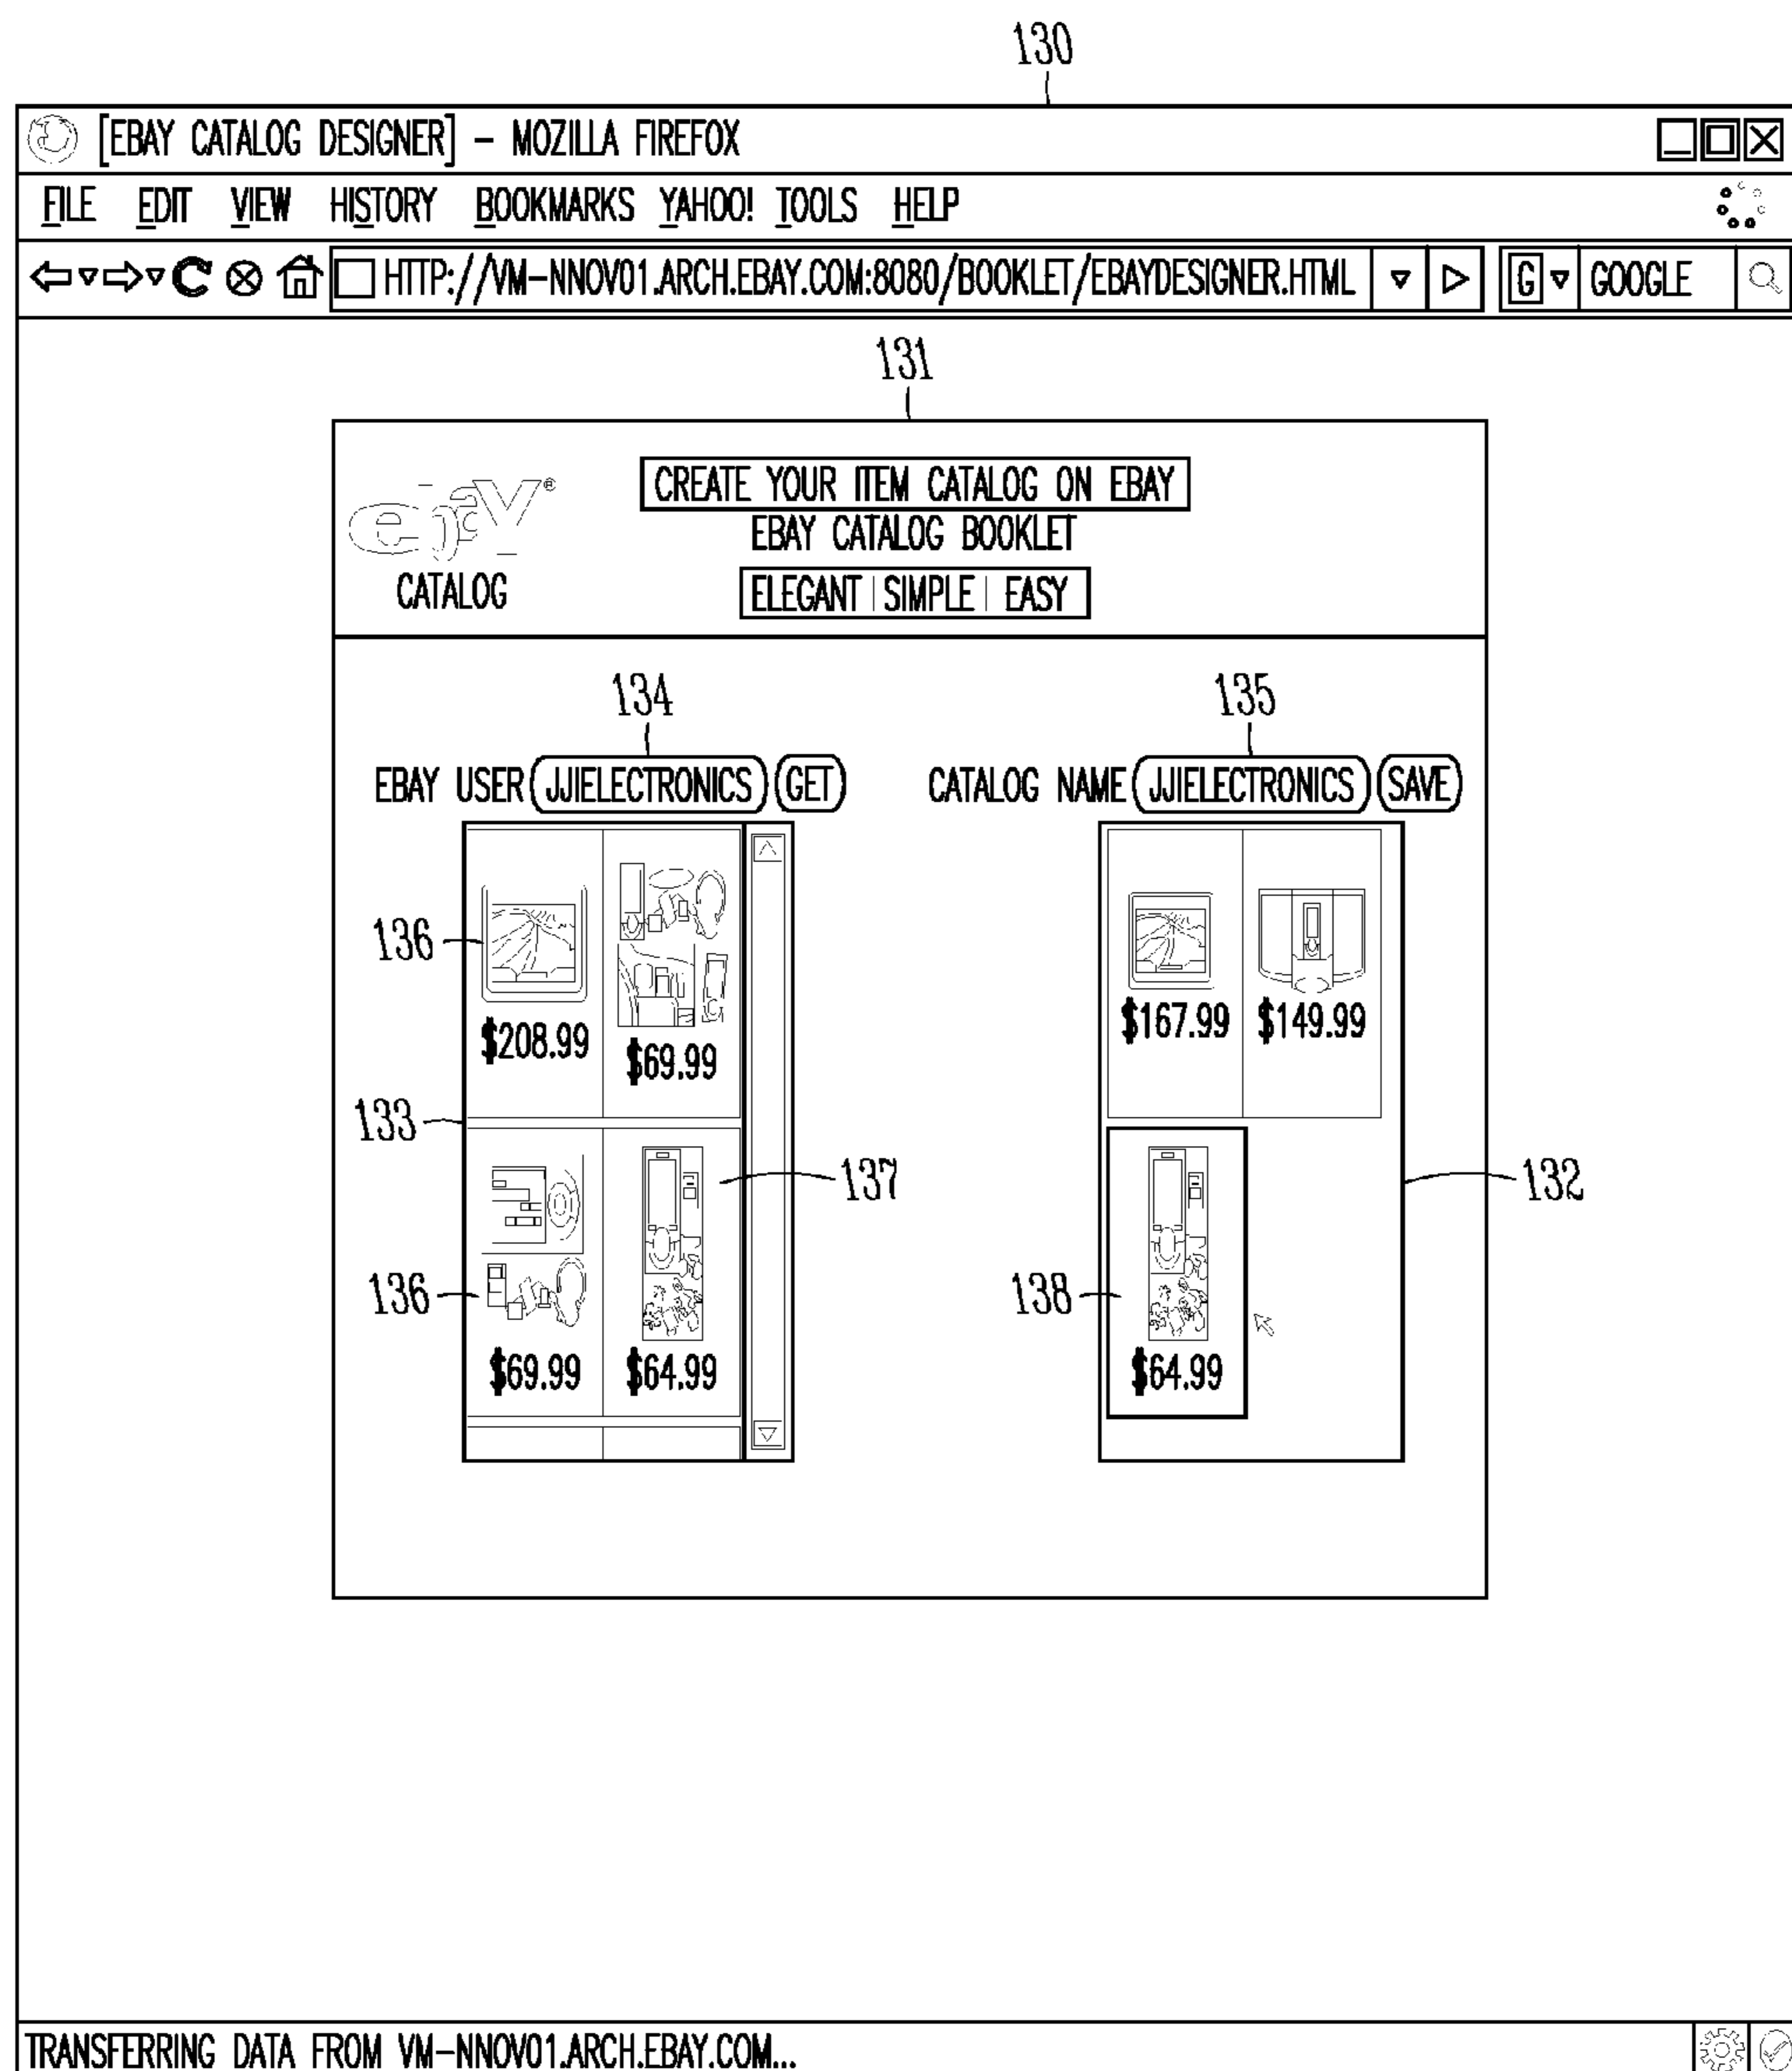 130
[EBAY CATALOG DESIGNER] – MOZILLA FIREFOX
FILE EDIT VIEW HISTORY BOOKMARKS YAHOO! TOOLS HELP
HTTP://VM–NNOV01.ARCH.EBAY.COM:8080/BOOKLET/EBAYDESIGNER.HTML G GOOGLE
131
ebaY®
CATALOG
CREATE YOUR ITEM CATALOG ON EBAY
EBAY CATALOG BOOKLET
ELEGANT | SIMPLE | EASY
134
135
EBAY USER JJIELECTRONICS GET
CATALOG NAME JJIELECTRONICS SAVE
136
$208.99
$69.99
$167.99
$149.99
133
137
132
136
138
$69.99
$64.99
$64.99
TRANSFERRING DATA FROM VM–NNOV01.ARCH.EBAY.COM...